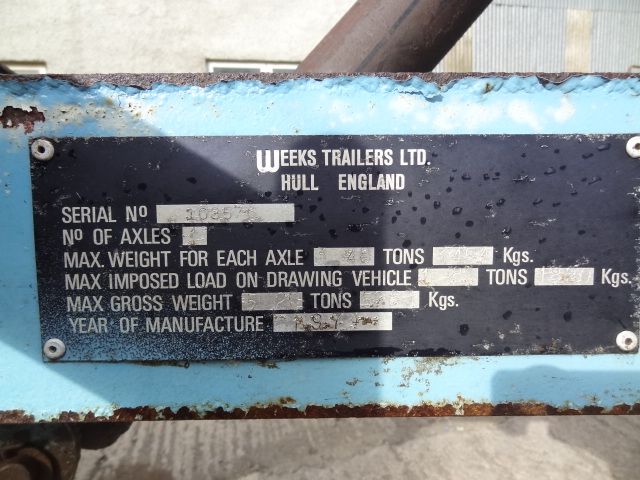 WEEKS TRAILERS LTD.
HULL ENGLAND
SERIAL Nº
Nº OF AXLES
MAX. WEIGHT FOR EACH AXLE TONS Kgs.
MAX IMPOSED LOAD ON DRAWING VEHICLE TONS Kgs.
MAX GROSS WEIGHT TONS Kgs.
YEAR OF MANUFACTURE